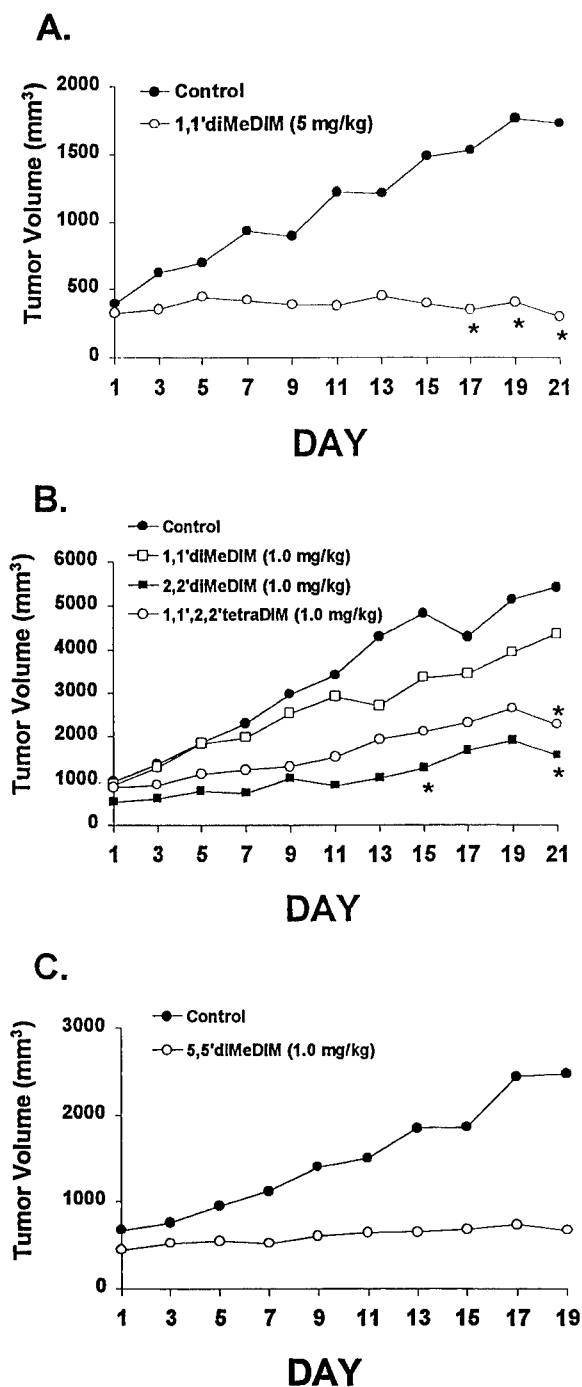 A.
Control
1,1'diMeDIM (5 mg/kg)
Tumor Volume (mm³)
2000
1500
1000
500
0
*
*
*
1 3 5 7 9 11 13 15 17 19 21
DAY
B.
Control
1,1'diMeDIM (1.0 mg/kg)
2,2'diMeDIM (1.0 mg/kg)
1,1',2,2'tetraDIM (1.0 mg/kg)
Tumor Volume (mm³)
6000
5000
4000
3000
2000
1000
0
*
*
*
1 3 5 7 9 11 13 15 17 19 21
DAY
C.
Control
5,5'diMeDIM (1.0 mg/kg)
Tumor Volume (mm³)
3000
2000
1000
0
1 3 5 7 9 11 13 15 17 19
DAY